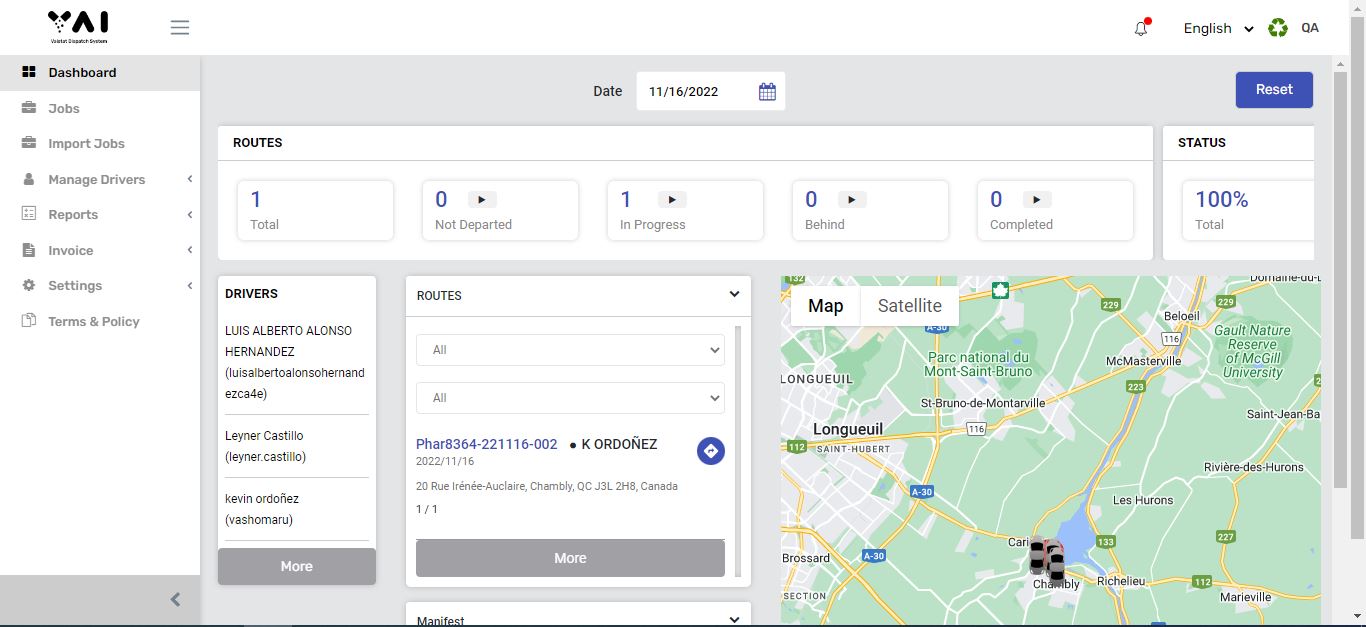 VAI
Valstat Dispatch System
English
QA
Dashboard
Jobs
Import Jobs
Manage Drivers
Reports
Invoice
Settings
Terms & Policy
Date
11/16/2022
Reset
ROUTES
1
Total
0
Not Departed
1
In Progress
0
Behind
0
Completed
STATUS
100%
Total
DRIVERS
LUIS ALBERTO ALONSO
HERNANDEZ
(luisalbertoalonsohernand
ezca4e)
Leyner Castillo
(leyner.castillo)
kevin ordoñez
(vashomaru)
More
ROUTES
All
All
Phar8364-221116-002 ● K ORDOÑEZ
2022/11/16
20 Rue Irénée-Auclaire, Chambly, QC J3L 2H8, Canada
1 / 1
More
Manifest
Map
Satellite
132
A-30
229
229
Domaine-du-L
Beloeil
116
Gault Nature
Reserve
of McGill
University
McMasterville
Parc national du
Mont-Saint-Bruno
LONGUEUIL
223
St-Bruno-de-Montarville
Saint-Jean-Ba
Longueuil
116
112
SAINT-HUBERT
Rivière-des-Hurons
A-30
Les Hurons
Cari
133
227
Brossard
A-30
Chambly
Richelieu
112
SECTION
Marieville